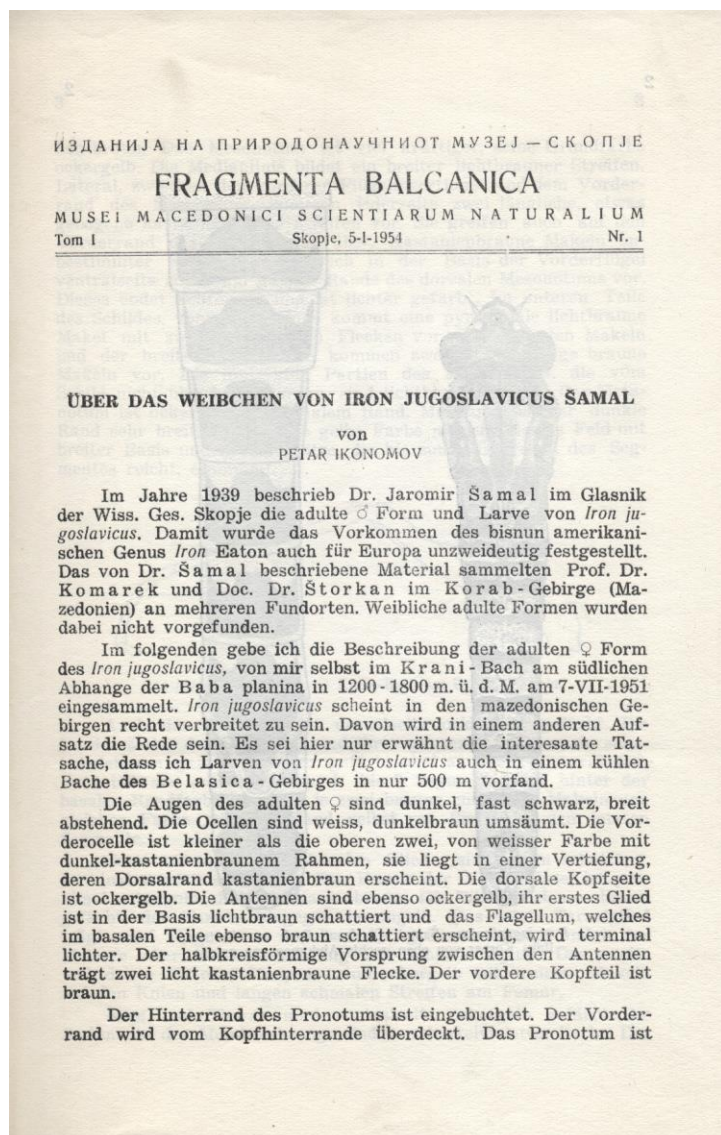 ИЗДАНИЈА НА ПРИРОДОНАУЧНИОТ МУЗЕЈ — СКОПЈЕ
FRAGMENTA BALCANICA
MUSEI MACEDONICI SCIENTIARUM NATURALIUM
Tom I Skopje, 5-I-1954 Nr. 1
ÜBER DAS WEIBCHEN VON IRON JUGOSLAVICUS ŠAMAL
von
PETAR IKONOMOV
Im Jahre 1939 beschrieb Dr. Jaromir Šamal im Glasnik
der Wiss. Ges. Skopje die adulte ♂ Form und Larve von Iron ju-
goslavicus. Damit wurde das Vorkommen des bisnun amerikani-
schen Genus Iron Eaton auch für Europa unzweideutig festgestellt.
Das von Dr. Šamal beschriebene Material sammelten Prof. Dr.
Komarek und Doc. Dr. Štorkan im Korab-Gebirge (Ma-
zedonien) an mehreren Fundorten. Weibliche adulte Formen wurden
dabei nicht vorgefunden.
Im folgenden gebe ich die Beschreibung der adulten ♀ Form
des Iron jugoslavicus, von mir selbst im Krani-Bach am südlichen
Abhange der Baba planina in 1200-1800 m. ü. d. M. am 7-VII-1951
eingesammelt. Iron jugoslavicus scheint in den mazedonischen Ge-
birgen recht verbreitet zu sein. Davon wird in einem anderen Auf-
satz die Rede sein. Es sei hier nur erwähnt die interesante Tat-
sache, dass ich Larven von Iron jugoslavicus auch in einem kühlen
Bache des Belasica-Gebirges in nur 500 m vorfand.
Die Augen des adulten ♀ sind dunkel, fast schwarz, breit
abstehend. Die Ocellen sind weiss, dunkelbraun umsäumt. Die Vor-
derocelle ist kleiner als die oberen zwei, von weisser Farbe mit
dunkel-kastanienbraunem Rahmen, sie liegt in einer Vertiefung,
deren Dorsalrand kastanienbraun erscheint. Die dorsale Kopfseite
ist ockergelb. Die Antennen sind ebenso ockergelb, ihr erstes Glied
ist in der Basis lichtbraun schattiert und das Flagellum, welches
im basalen Teile ebenso braun schattiert erscheint, wird terminal
lichter. Der halbkreisförmige Vorsprung zwischen den Antennen
trägt zwei licht kastanienbraune Flecke. Der vordere Kopfteil ist
braun.
Der Hinterrand des Pronotums ist eingebuchtet. Der Vorder-
rand wird vom Kopfhinterrande überdeckt. Das Pronotum ist